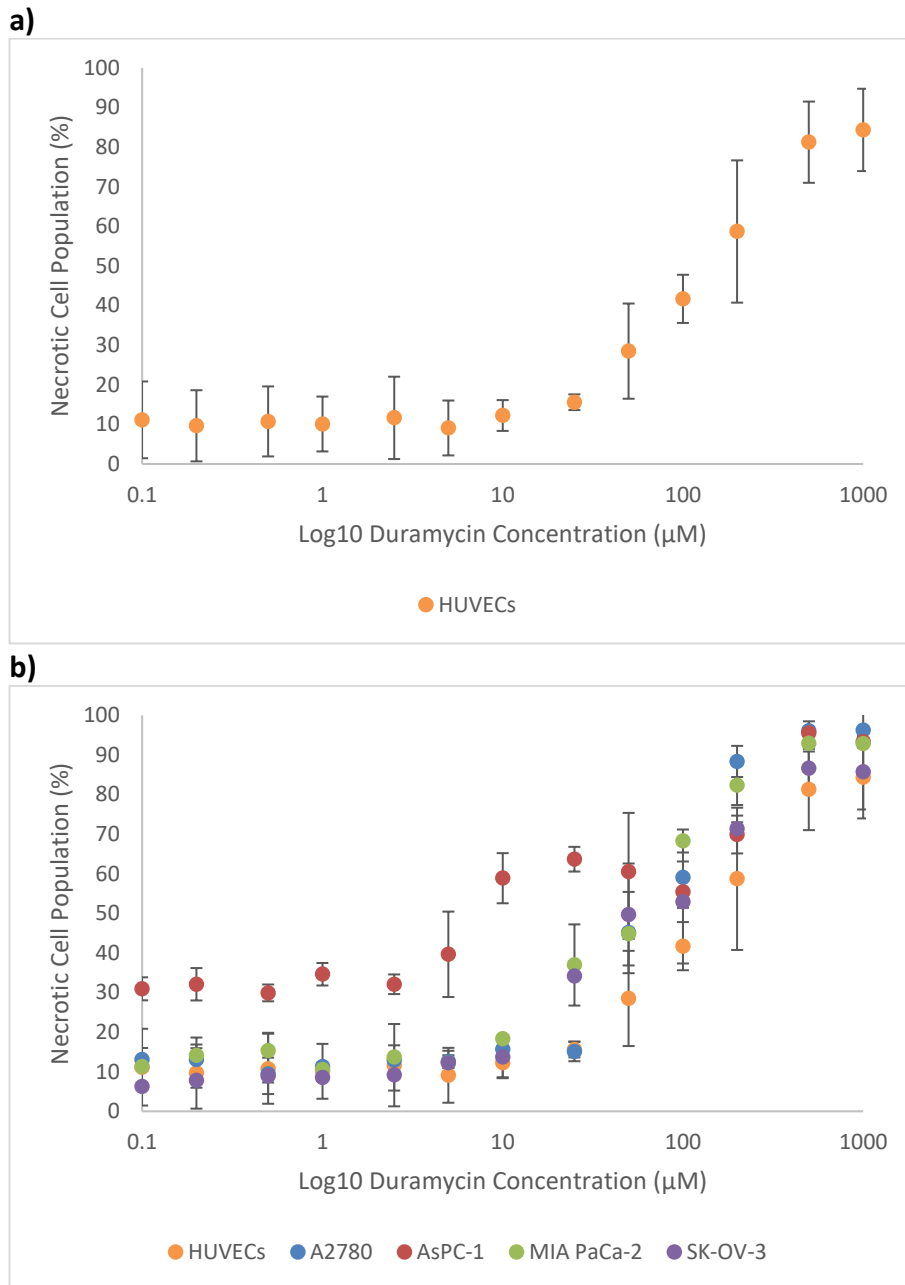 a)
100
90
80
70
60
50
40
30
20
10
0
Necrotic Cell Population (%)
0.1 1 10 100 1000
Log10 Duramycin Concentration (µM)
HUVECs
b)
100
90
80
70
60
50
40
30
20
10
0
Necrotic Cell Population (%)
0.1 1 10 100 1000
Log10 Duramycin Concentration (µM)
HUVECs A2780 AsPC-1 MIA PaCa-2 SK-OV-3